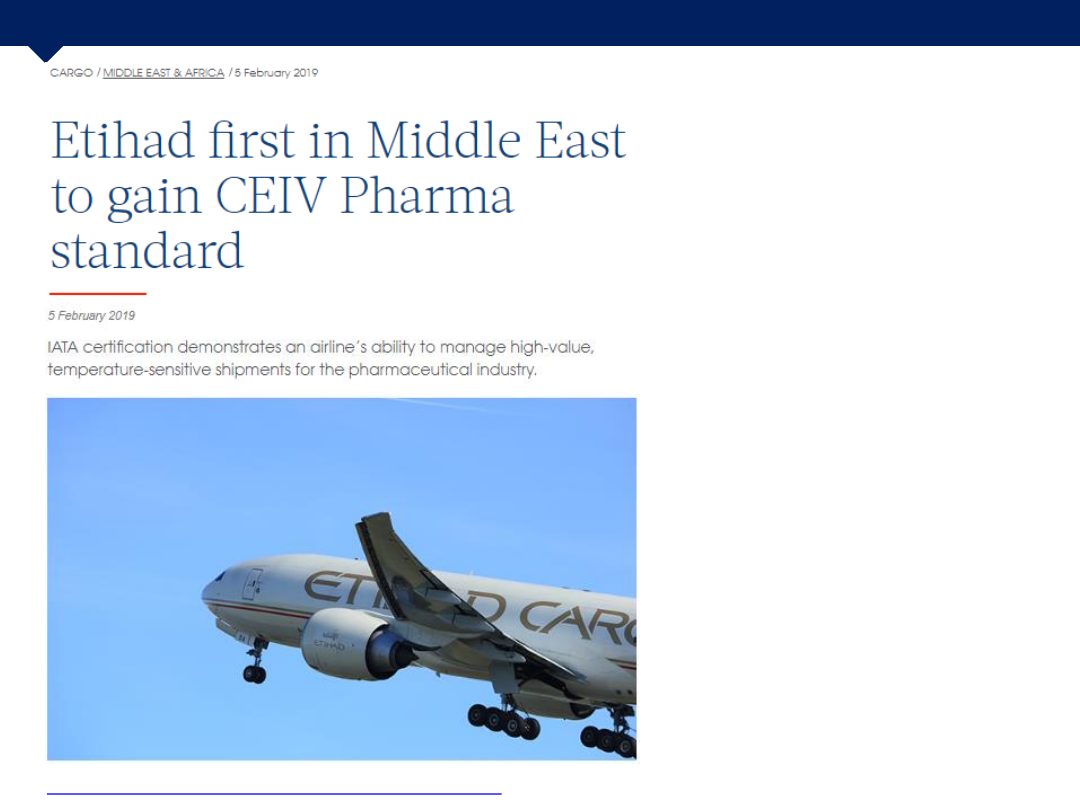 CARGO / MIDDLE EAST & AFRICA / 5 February 2019
Etihad first in Middle East
to gain CEIV Pharma
standard
5 February 2019
IATA certification demonstrates an airline's ability to manage high-value,
temperature-sensitive shipments for the pharmaceutical industry.
ETI D CARG
ETIHAD